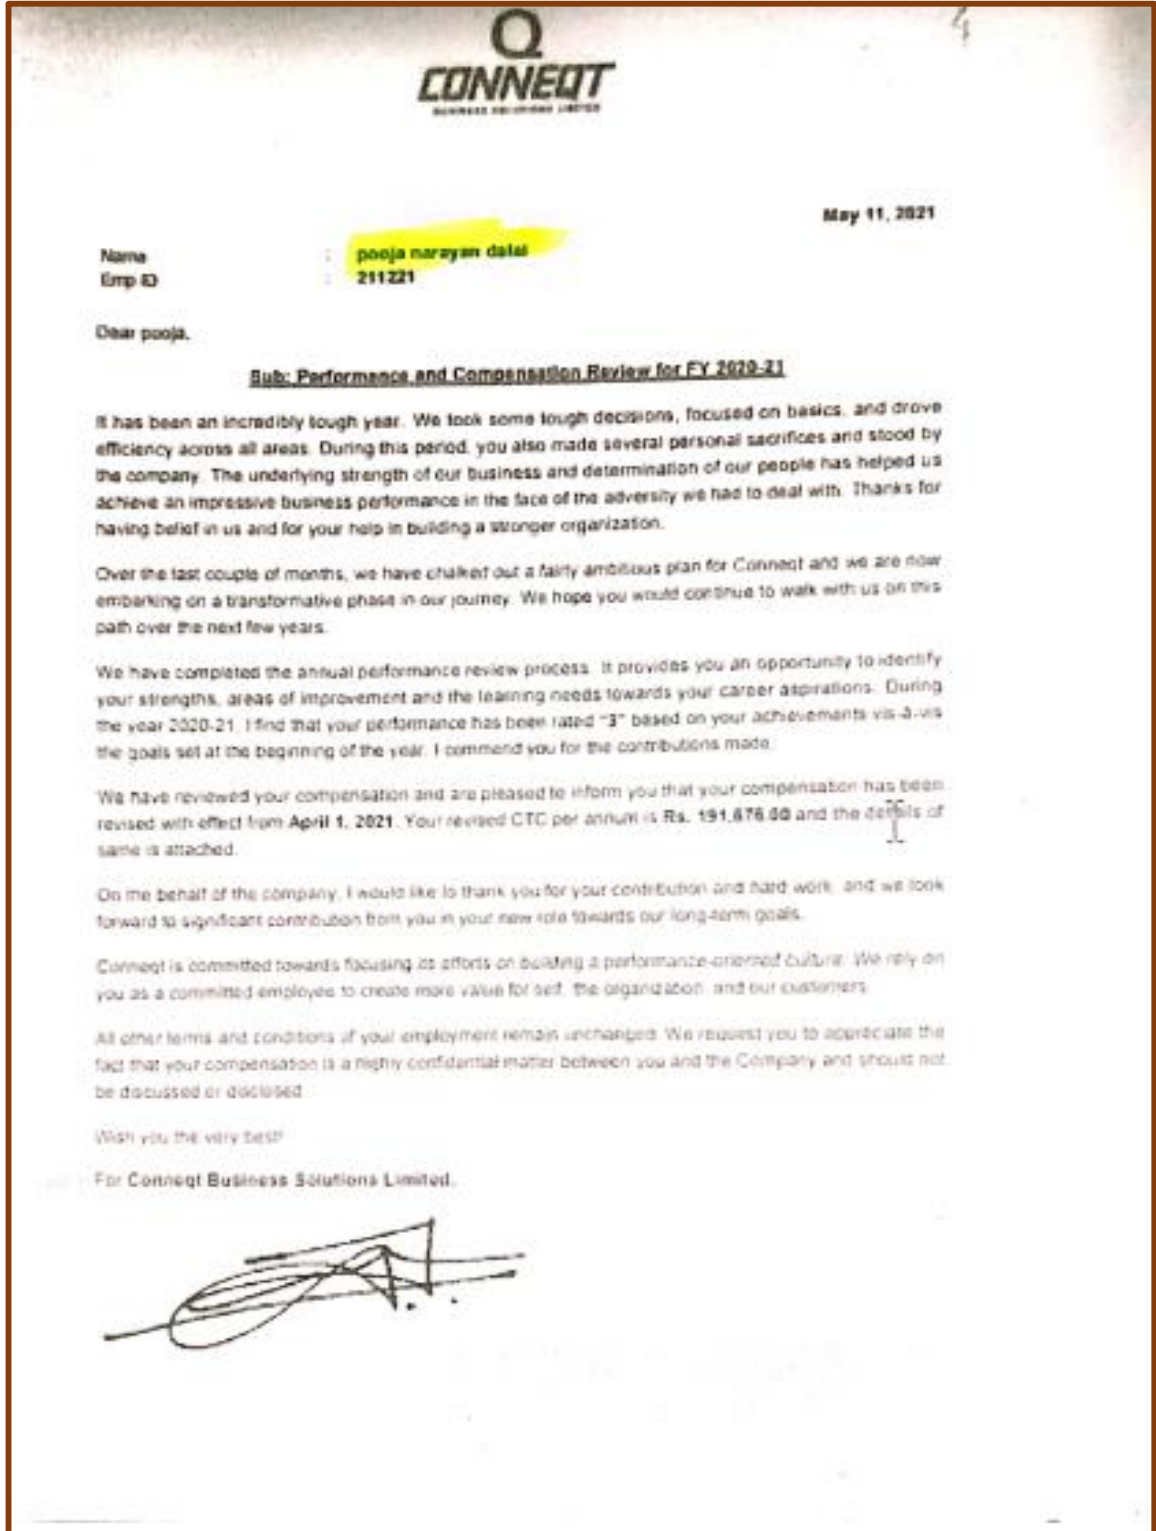 Q
CONNEQT
BUSINESS SOLUTIONS LIMITED
May 11, 2021
Name : pooja narayan dalal
Emp ID : 211221
Dear pooja,
Sub: Performance and Compensation Review for FY 2020-21
It has been an incredibly tough year. We took some tough decisions, focused on basics, and drove
efficiency across all areas. During this period, you also made several personal sacrifices and stood by
the company. The underlying strength of our business and determination of our people has helped us
achieve an impressive business performance in the face of the adversity we had to deal with. Thanks for
having belief in us and for your help in building a stronger organization.
Over the last couple of months, we have chalked out a fairly ambitious plan for Conneqt and we are now
embarking on a transformative phase in our journey. We hope you would continue to walk with us on this
path over the next few years.
We have completed the annual performance review process. It provides you an opportunity to identify
your strengths, areas of improvement and the learning needs towards your career aspirations. During
the year 2020-21, I find that your performance has been rated "3" based on your achievements vis-à-vis
the goals set at the beginning of the year. I commend you for the contributions made.
We have reviewed your compensation and are pleased to inform you that your compensation has been
revised with effect from April 1, 2021. Your revised CTC per annum is Rs. 191,676.00 and the details of
same is attached.
On the behalf of the company, I would like to thank you for your contribution and hard work, and we look
forward to significant contribution from you in your new role towards our long-term goals.
Conneqt is committed towards focusing its efforts on building a performance-oriented culture. We rely on
you as a committed employee to create more value for self, the organization, and our customers.
All other terms and conditions of your employment remain unchanged. We request you to appreciate the
fact that your compensation is a highly confidential matter between you and the Company and should not
be discussed or disclosed.
Wish you the very best!
For Conneqt Business Solutions Limited.